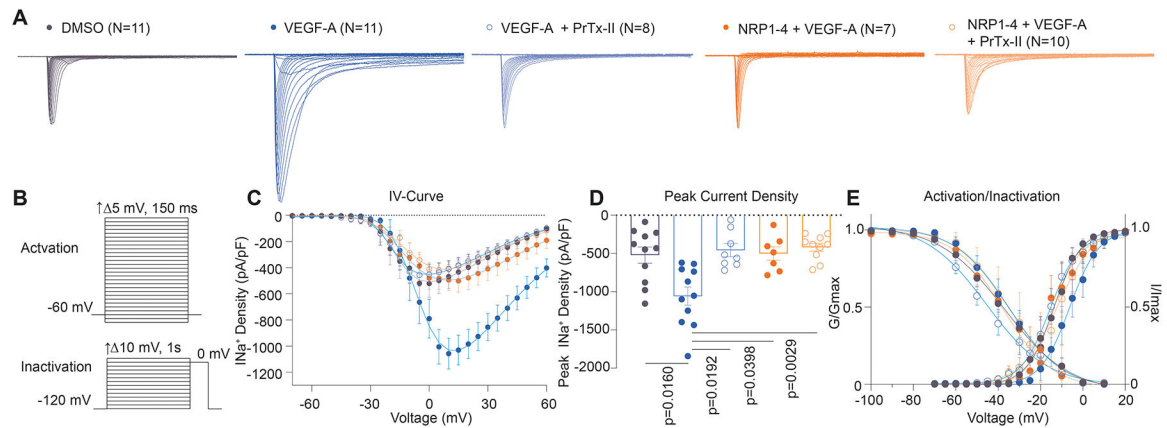 A
DMSO (N=11)
VEGF-A (N=11)
VEGF-A + PrTx-II (N=8)
NRP1-4 + VEGF-A (N=7)
NRP1-4 + VEGF-A
+ PrTx-II (N=10)
B
↑Δ5 mV, 150 ms
Actvation
-60 mV
↑Δ10 mV, 1s
0 mV
Inactivation
-120 mV
C
IV-Curve
INa⁺ Density (pA/pF)
0
-200
-400
-600
-800
-1000
-1200
-60 -30 0 30 60
Voltage (mV)
D
Peak Current Density
Peak INa⁺ Density (pA/pF)
0
-500
-1000
-1500
-2000
p=0.0160
p=0.0192
p=0.0398
p=0.0029
E
Activation/Inactivation
G/Gmax
1.0
0.5
0.0
1.0
0.5
0
I/Imax
-100 -80 -60 -40 -20 0 20
Voltage (mV)